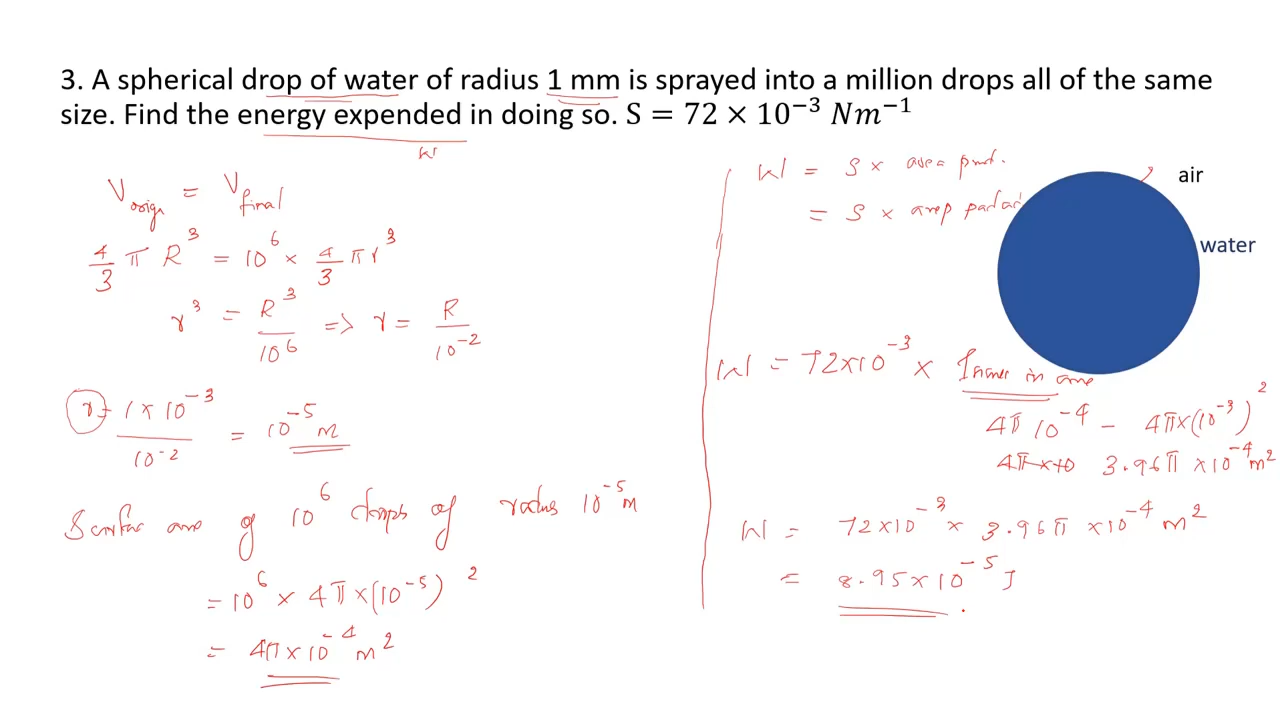 3. A spherical drop of water of radius 1 mm is sprayed into a million drops all of the same
size. Find the energy expended in doing so. S = 72 × 10⁻³ Nm⁻¹
W
V_orig = V_final
4/3 π R³ = 10⁶ × 4/3 π r³
r³ = R³/10⁶ => r = R/10⁻²
r = 1 × 10⁻³/10⁻² = 10⁻⁵ m
Surface are of 10⁶ drops of radius 10⁻⁵ m
= 10⁶ × 4π × (10⁻⁵)²
= 4π × 10⁻⁴ m²
W = S × area
= S × area
air
water
W = 72×10⁻³ × in are
4π 10⁻⁴ – 4π×(10⁻³)²
4π×10 3.96π ×10⁻⁴ m²
W = 72×10⁻³ × 3.96π ×10⁻⁴ m²
= 8.95×10⁻⁵ J